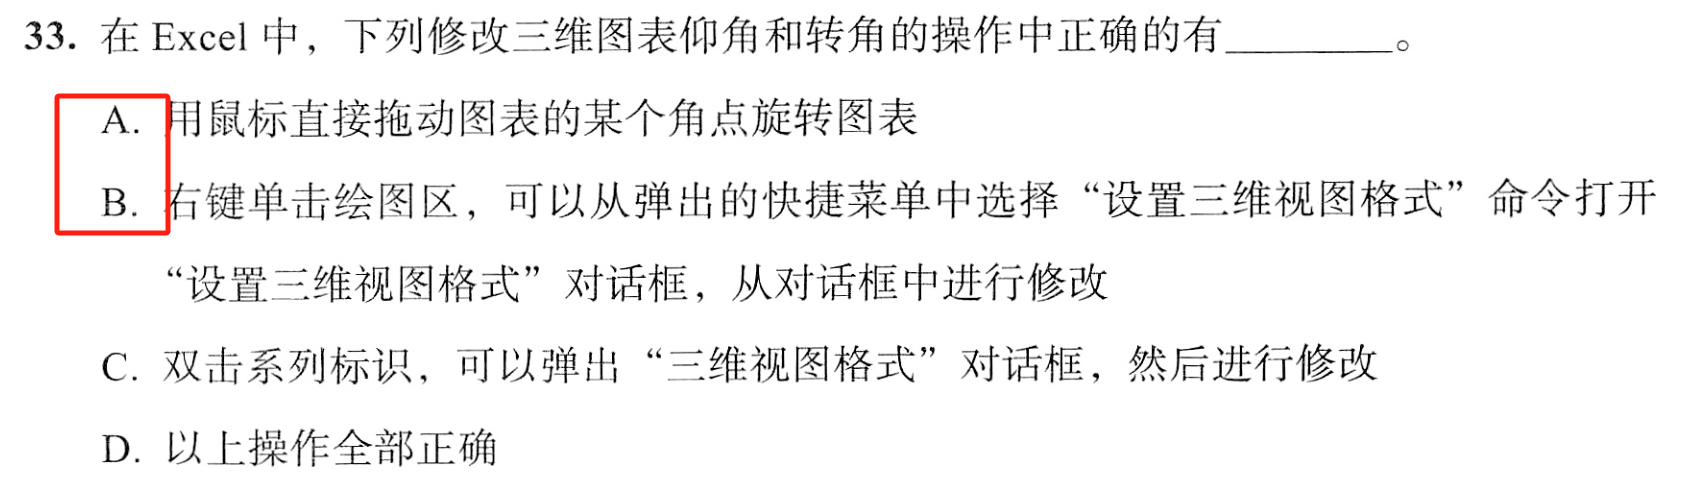 33. 在 Excel 中，下列修改三维图表仰角和转角的操作中正确的有________。
A. 用鼠标直接拖动图表的某个角点旋转图表
B. 右键单击绘图区，可以从弹出的快捷菜单中选择“设置三维视图格式”命令打开
“设置三维视图格式”对话框，从对话框中进行修改
C. 双击系列标识，可以弹出“三维视图格式”对话框，然后进行修改
D. 以上操作全部正确